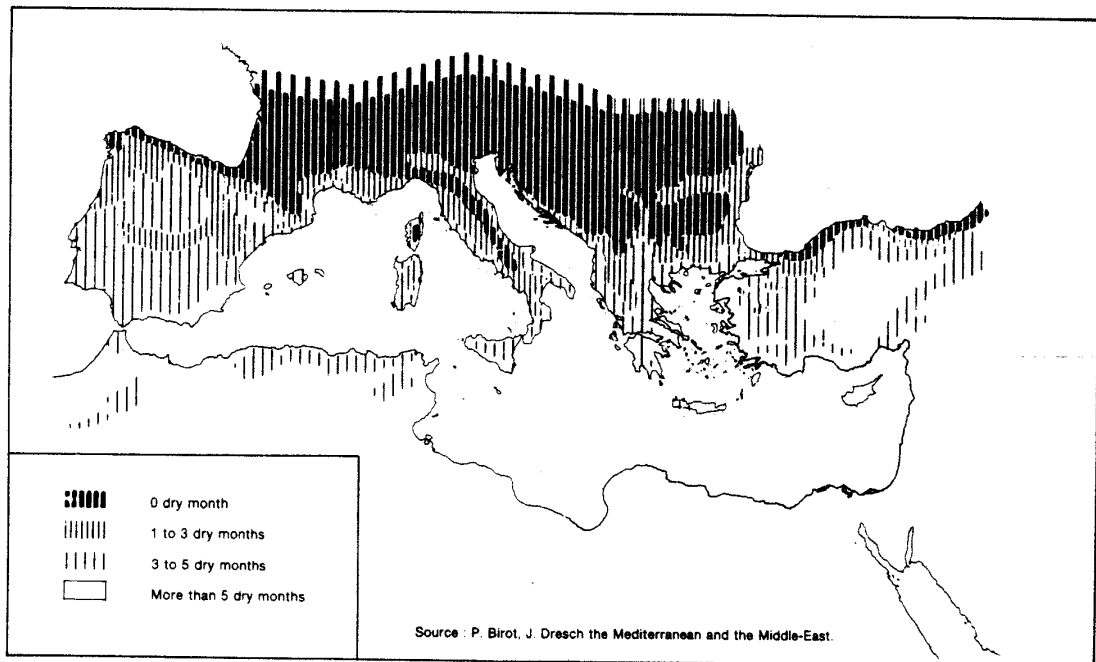 0 dry month
1 to 3 dry months
3 to 5 dry months
More than 5 dry months
Source : P. Birot, J. Dresch the Mediterranean and the Middle-East.